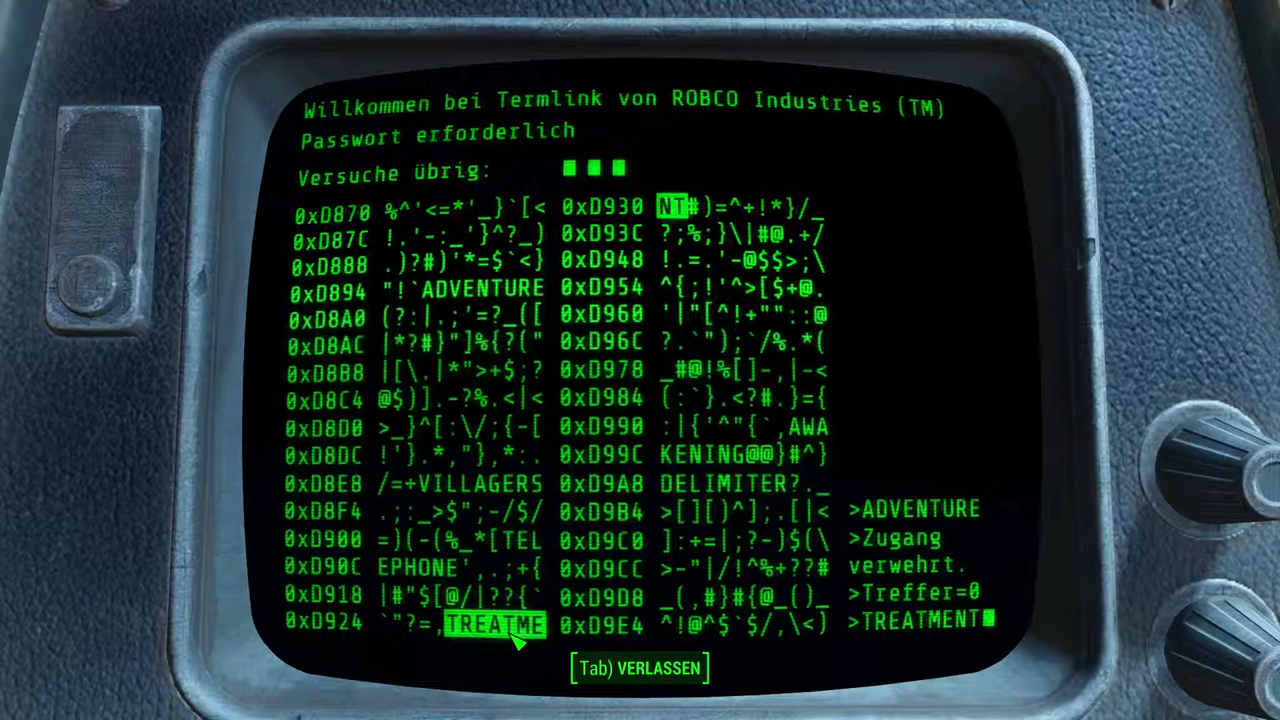 Willkommen bei Termlink von ROBCO Industries (TM)
Passwort erforderlich
Versuche übrig: ■ ■ ■
0xD870 %^'<=*'_}`[< 0xD930 NT#)=^+!*}/_
0xD87C !.'-:_'}^?_) 0xD93C ?;%;}\|#@.+/
0xD888 .)?#)'*=$`<} 0xD948 !.=.'-@$$>;\
0xD894 "!`ADVENTURE 0xD954 ^{;!'^>[$+@.
0xD8A0 (?:|.;'=?_([ 0xD960 '|"[^!+""::@
0xD8AC |*?#}"]%{?(" 0xD96C ?.`");`/%.*(
0xD8B8 |[\.|*">+$;? 0xD978 _#@!%[]-,|-<
0xD8C4 @$)].-?%.<|< 0xD984 (:`}.<?#.}={
0xD8D0 >_}^[:\/;{-[ 0xD990 :|{'^"{`,AWA
0xD8DC !'}.*,"},*:. 0xD99C KENING@@}#^}
0xD8E8 /=+VILLAGERS 0xD9A8 DELIMITER?._
0xD8F4 .;:_>$";-/$/ 0xD9B4 >[][)^];.[|< >ADVENTURE
0xD900 =)(-(%_*[TEL 0xD9C0 ]:+=|;?-)$(\ >Zugang
0xD90C EPHONE',.;+{ 0xD9CC >-"|/!^%+??# verwehrt.
0xD918 |#"$[@/|??{` 0xD9D8 _(,#}#{@_()_ >Treffer=0
0xD924 `"?=,TREATME 0xD9E4 ^!@^$`$/,\<) >TREATMENT■
[Tab) VERLASSEN]